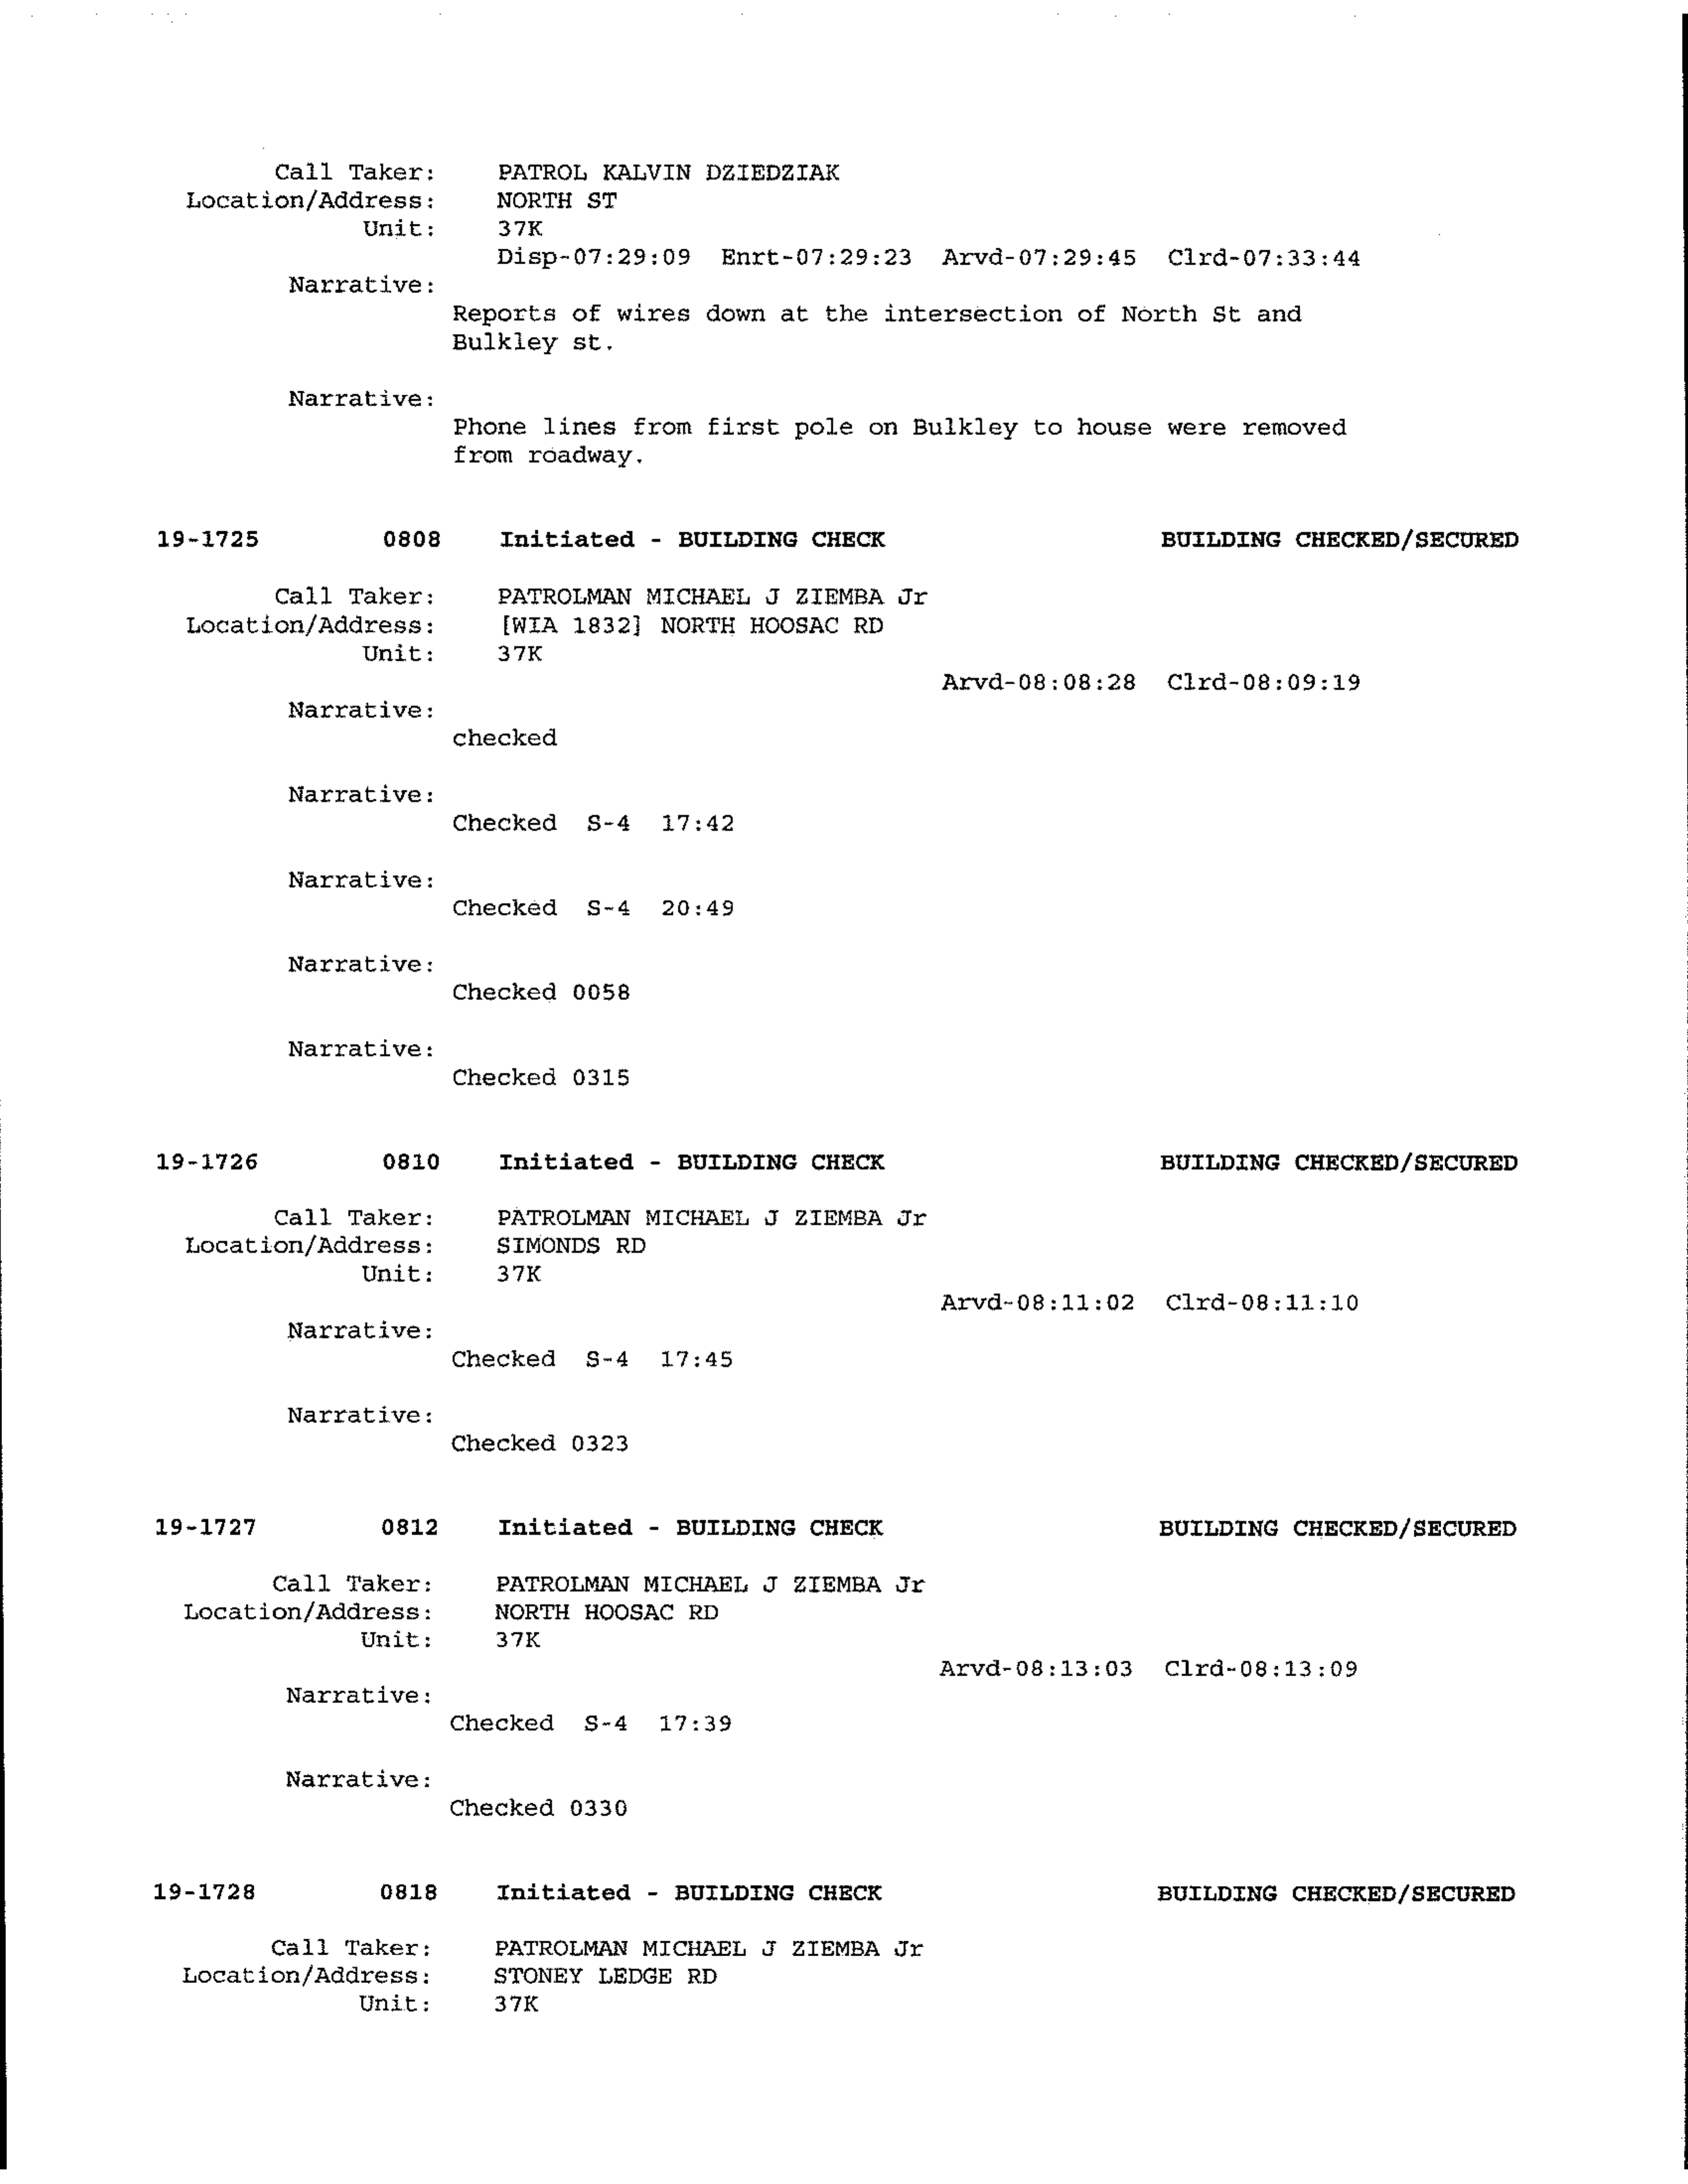 Call Taker: PATROL KALVIN DZIEDZIAK
Location/Address: NORTH ST
Unit: 37K
Disp-07:29:09 Enrt-07:29:23 Arvd-07:29:45 Clrd-07:33:44
Narrative:
Reports of wires down at the intersection of North St and
Bulkley st.
Narrative:
Phone lines from first pole on Bulkley to house were removed
from roadway.
19-1725 0808 Initiated - BUILDING CHECK BUILDING CHECKED/SECURED
Call Taker: PATROLMAN MICHAEL J ZIEMBA Jr
Location/Address: [WIA 1832] NORTH HOOSAC RD
Unit: 37K
Arvd-08:08:28 Clrd-08:09:19
Narrative:
checked
Narrative:
Checked S-4 17:42
Narrative:
Checked S-4 20:49
Narrative:
Checked 0058
Narrative:
Checked 0315
19-1726 0810 Initiated - BUILDING CHECK BUILDING CHECKED/SECURED
Call Taker: PATROLMAN MICHAEL J ZIEMBA Jr
Location/Address: SIMONDS RD
Unit: 37K
Arvd-08:11:02 Clrd-08:11:10
Narrative:
Checked S-4 17:45
Narrative:
Checked 0323
19-1727 0812 Initiated - BUILDING CHECK BUILDING CHECKED/SECURED
Call Taker: PATROLMAN MICHAEL J ZIEMBA Jr
Location/Address: NORTH HOOSAC RD
Unit: 37K
Arvd-08:13:03 Clrd-08:13:09
Narrative:
Checked S-4 17:39
Narrative:
Checked 0330
19-1728 0818 Initiated - BUILDING CHECK BUILDING CHECKED/SECURED
Call Taker: PATROLMAN MICHAEL J ZIEMBA Jr
Location/Address: STONEY LEDGE RD
Unit: 37K